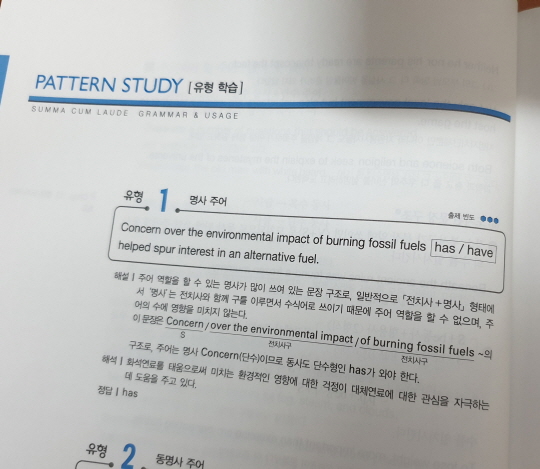 PATTERN STUDY [유형 학습]
SUMMA CUM LAUDE GRAMMAR & USAGE
유형 1 명사 주어
출제 빈도 ●●●
Concern over the environmental impact of burning fossil fuels has / have
helped spur interest in an alternative fuel.
해설 | 주어 역할을 할 수 있는 명사가 많이 쓰여 있는 문장 구조로, 일반적으로 「전치사+명사」 형태에
서 '명사'는 전치사와 함께 구를 이루면서 수식어로 쓰이기 때문에 주어 역할을 할 수 없으며, 주
어의 수에 영향을 미치지 않는다.
이 문장은 Concern / over the environmental impact / of burning fossil fuels ~의
S 전치사구 전치사구
구조로, 주어는 명사 Concern(단수)이므로 동사도 단수형인 has가 와야 한다.
해석 | 화석연료를 태움으로써 미치는 환경적인 영향에 대한 걱정이 대체연료에 대한 관심을 자극하는
데 도움을 주고 있다.
정답 | has
유형 2 동명사 주어